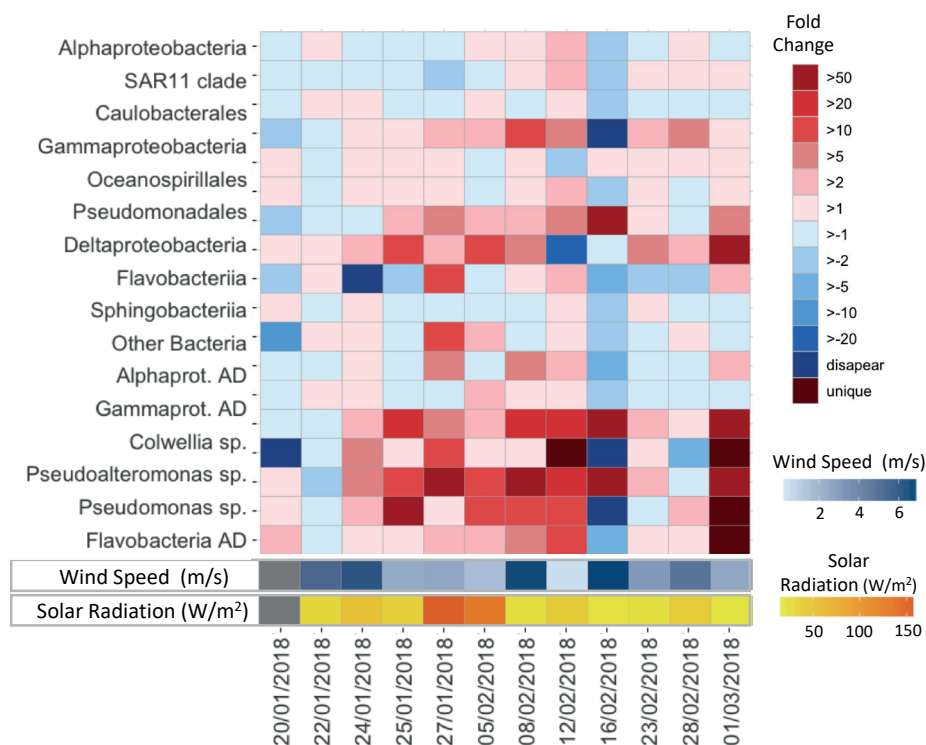 Alphaproteobacteria
SAR11 clade
Caulobacterales
Gammaproteobacteria
Oceanospirillales
Pseudomonadales
Deltaproteobacteria
Flavobacteriia
Sphingobacteriia
Other Bacteria
Alphaprot. AD
Gammaprot. AD
Colwellia sp.
Pseudoalteromonas sp.
Pseudomonas sp.
Flavobacteria AD
Wind Speed (m/s)
Solar Radiation (W/m²)
20/01/2018
22/01/2018
24/01/2018
25/01/2018
27/01/2018
05/02/2018
08/02/2018
12/02/2018
16/02/2018
23/02/2018
28/02/2018
01/03/2018
Fold
Change
>50
>20
>10
>5
>2
>1
>-1
>-2
>-5
>-10
>-20
disapear
unique
Wind Speed (m/s)
2 4 6
Solar
Radiation (W/m²)
50 100 150